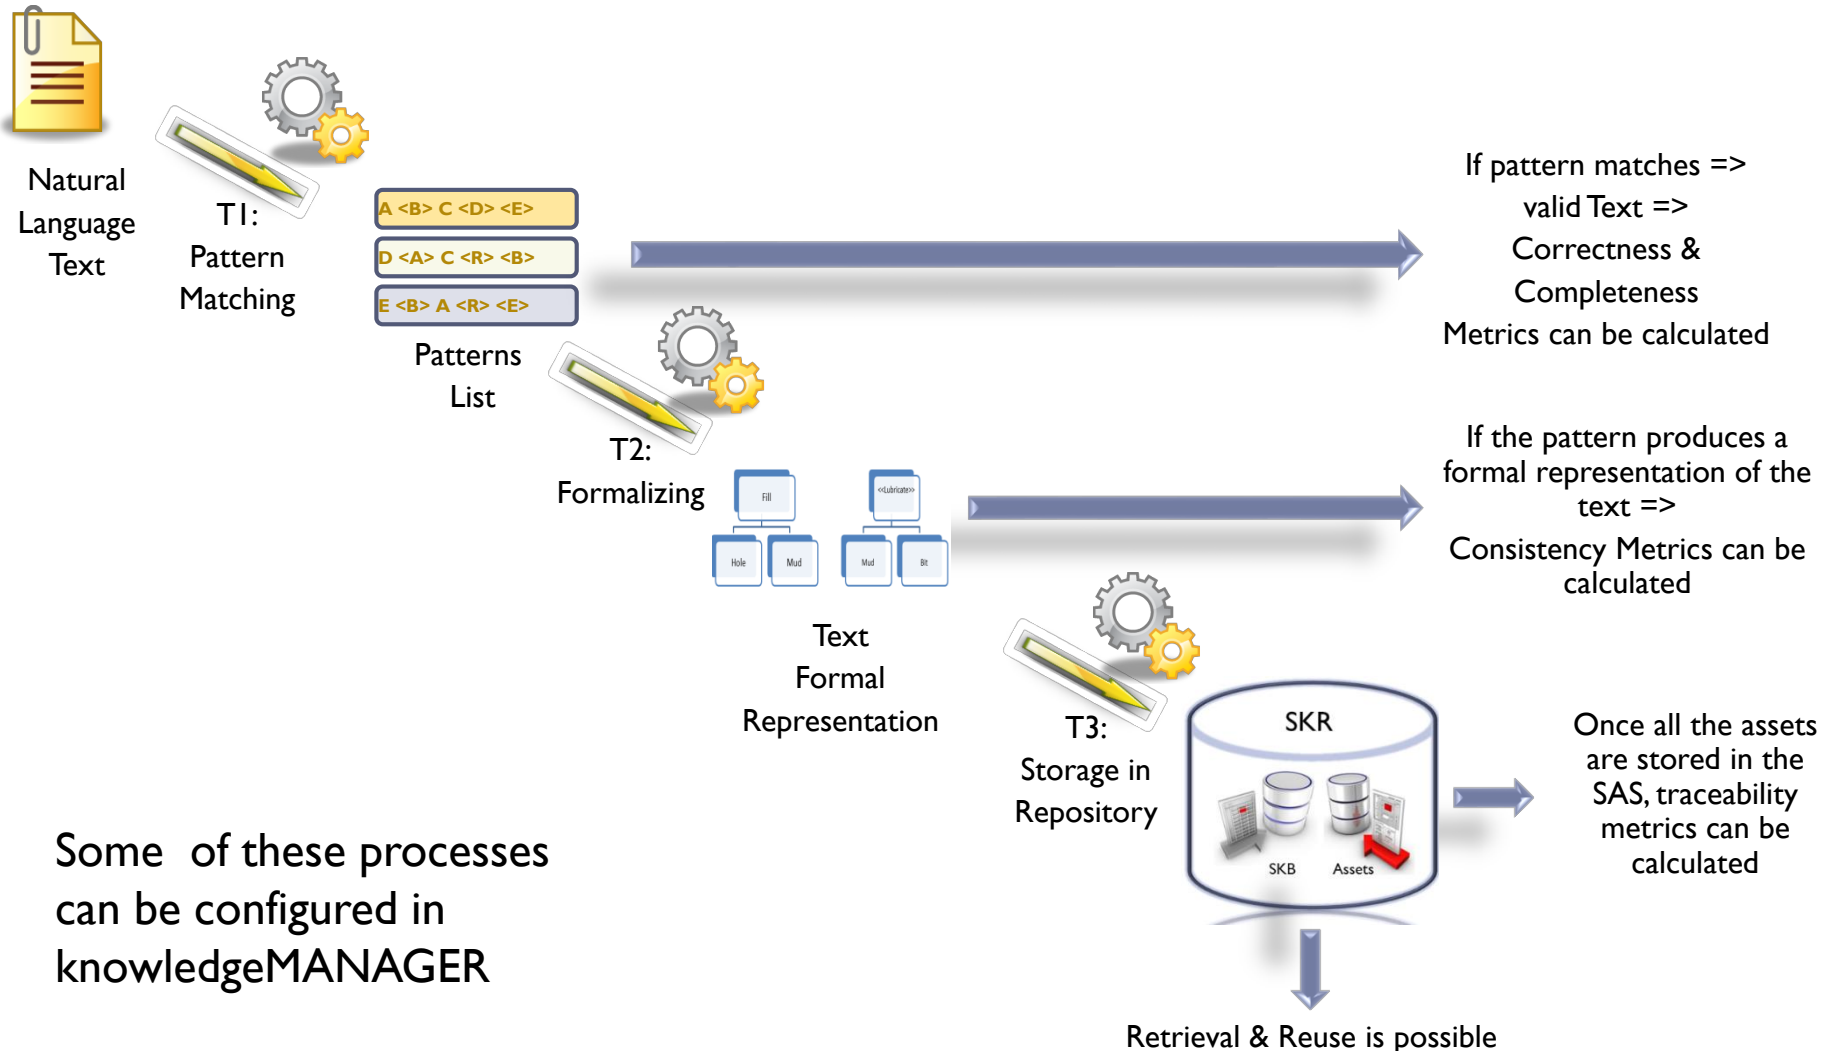 Natural
Language
Text
T1:
Pattern
Matching
A <B> C <D> <E>
D <A> C <R> <B>
E <B> A <R> <E>
Patterns
List
If pattern matches =>
valid Text =>
Correctness &
Completeness
Metrics can be calculated
T2:
Formalizing
Fill
Hole
Mud
<<Lubricate>>
Mud
Bit
Text
Formal
Representation
If the pattern produces a
formal representation of the
text =>
Consistency Metrics can be
calculated
T3:
Storage in
Repository
SKR
SKB
Assets
Once all the assets
are stored in the
SAS, traceability
metrics can be
calculated
Some of these processes
can be configured in
knowledgeMANAGER
Retrieval & Reuse is possible